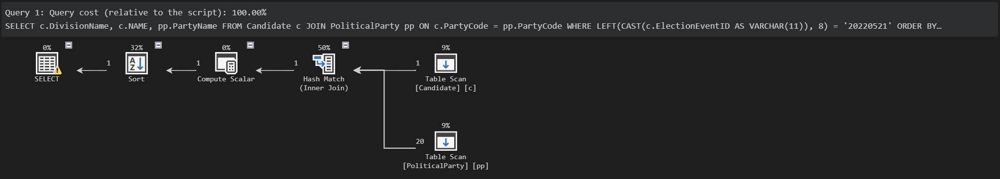 Query 1: Query cost (relative to the script): 100.00%
SELECT c.DivisionName, c.NAME, pp.PartyName FROM Candidate c JOIN PoliticalParty pp ON c.PartyCode = pp.PartyCode WHERE LEFT(CAST(c.ElectionEventID AS VARCHAR(11)), 8) = '20220521' ORDER BY…
0%
SELECT
1
32%
Sort
1
0%
Compute Scalar
1
50%
Hash Match
(Inner Join)
1
9%
Table Scan
[Candidate] [c]
20
9%
Table Scan
[PoliticalParty] [pp]